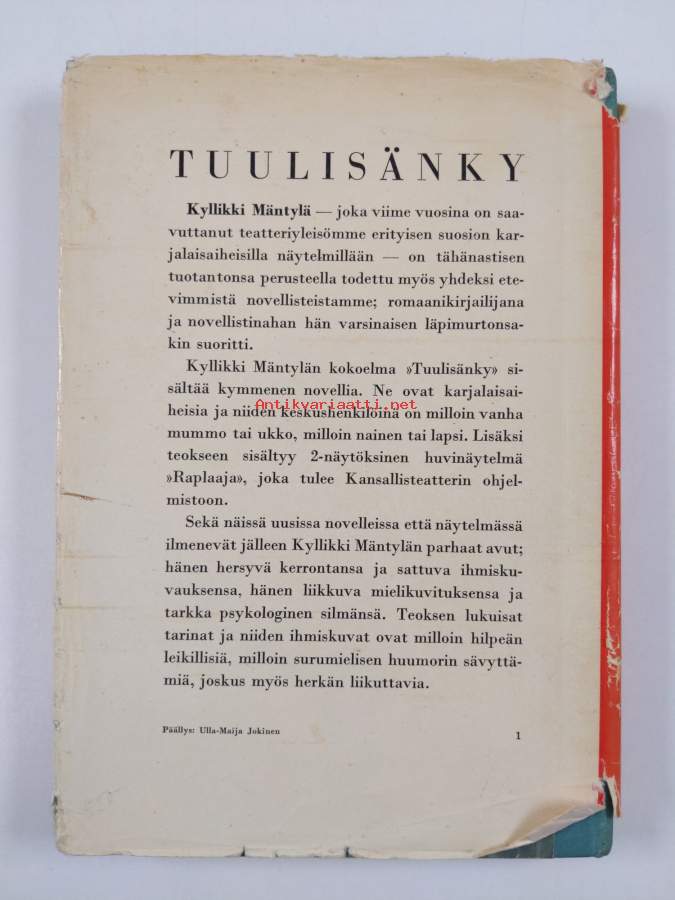 TUULISÄNKY
Kyllikki Mäntylä — joka viime vuosina on saa-
vuttanut teatteriyleisömme erityisen suosion kar-
jalaisaiheisilla näytelmillään — on tähänastisen
tuotantonsa perusteella todettu myös yhdeksi ete-
vimmistä novellisteistamme; romaanikirjailijana
ja novellistinahan hän varsinaisen läpimurtonsa-
kin suoritti.
Kyllikki Mäntylän kokoelma »Tuulisänky» si-
sältää kymmenen novellia. Ne ovat karjalaisai-
Antikvariaatti.net
heisia ja niiden keskushenkilöinä on milloin vanha
mummo tai ukko, milloin nainen tai lapsi. Lisäksi
teokseen sisältyy 2-näytöksinen huvinäytelmä
»Raplaaja», joka tulee Kansallisteatterin ohjel-
mistoon.
Sekä näissä uusissa novelleissa että näytelmässä
ilmenevät jälleen Kyllikki Mäntylän parhaat avut;
hänen hersyvä kerrontansa ja sattuva ihmisku-
vauksensa, hänen liikkuva mielikuvituksensa ja
tarkka psykologinen silmänsä. Teoksen lukuisat
tarinat ja niiden ihmiskuvat ovat milloin hilpeän
leikillisiä, milloin surumielisen huumorin sävyttä-
miä, joskus myös herkän liikuttavia.
Päällys: Ulla-Maija Jokinen
1